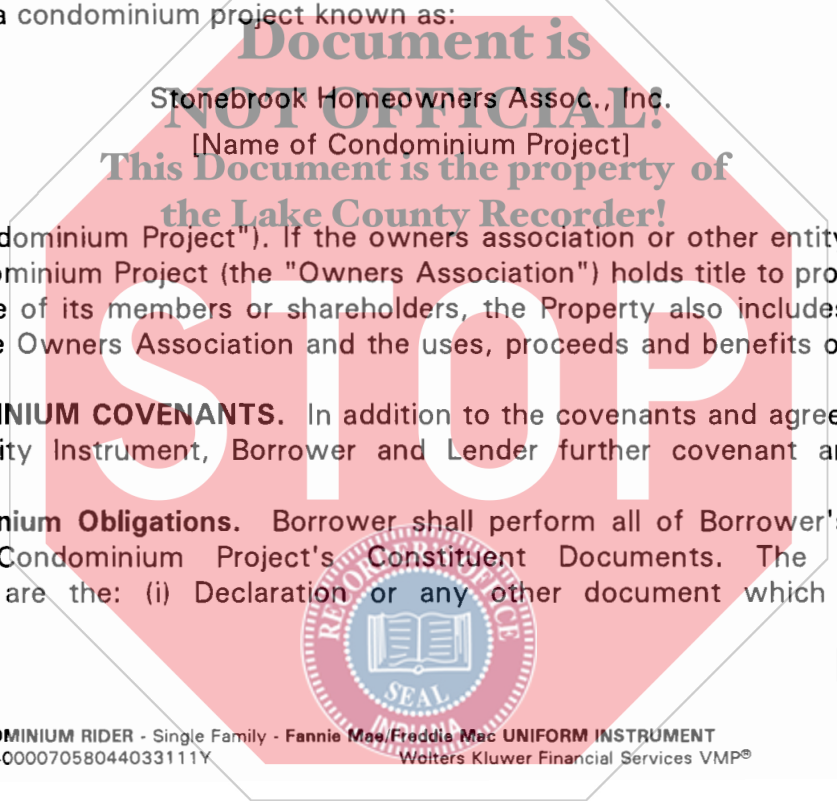 a condominium project known as:
Document is
Stonebrook Homeowners Assoc., Inc.
NOT OFFICIAL!
[Name of Condominium Project]
This Document is the property of
the Lake County Recorder!
dominium Project"). If the owners association or other entity
ominium Project (the "Owners Association") holds title to pro
e of its members or shareholders, the Property also includes
e Owners Association and the uses, proceeds and benefits o
STOP
INIUM COVENANTS. In addition to the covenants and agree
ity Instrument, Borrower and Lender further covenant a
nium Obligations. Borrower shall perform all of Borrower's
Condominium Project's Constituent Documents. The
are the: (i) Declaration or any other document which
RECORDER'S OFFICE
SEAL
INDIANA
OMINIUM RIDER - Single Family - Fannie Mae/Freddie Mac UNIFORM INSTRUMENT
00007058044033111Y Wolters Kluwer Financial Services VMP®